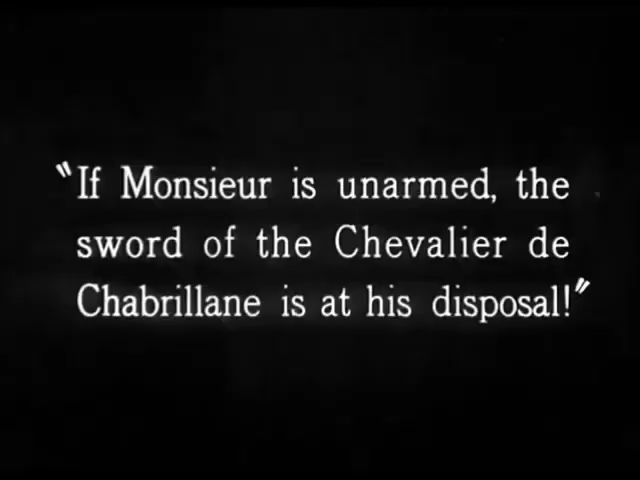 "If Monsieur is unarmed, the
sword of the Chevalier de
Chabrillane is at his disposal!"